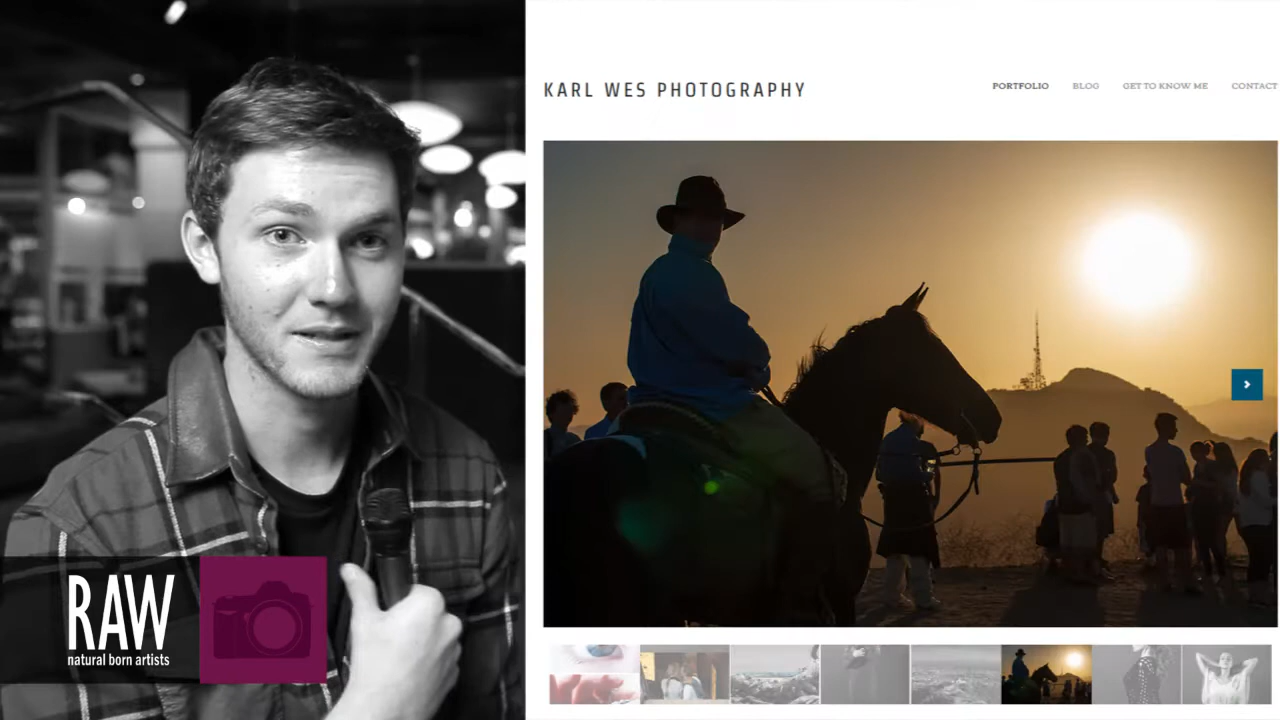 KARL WES PHOTOGRAPHY
PORTFOLIO BLOG GET TO KNOW ME CONTACT
RAW
natural born artists